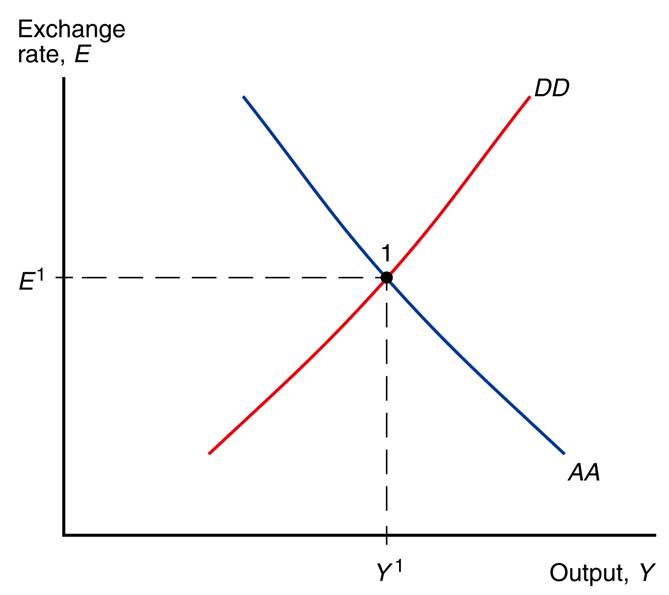 Exchange
rate, E
DD
1
E¹
AA
Y¹
Output, Y